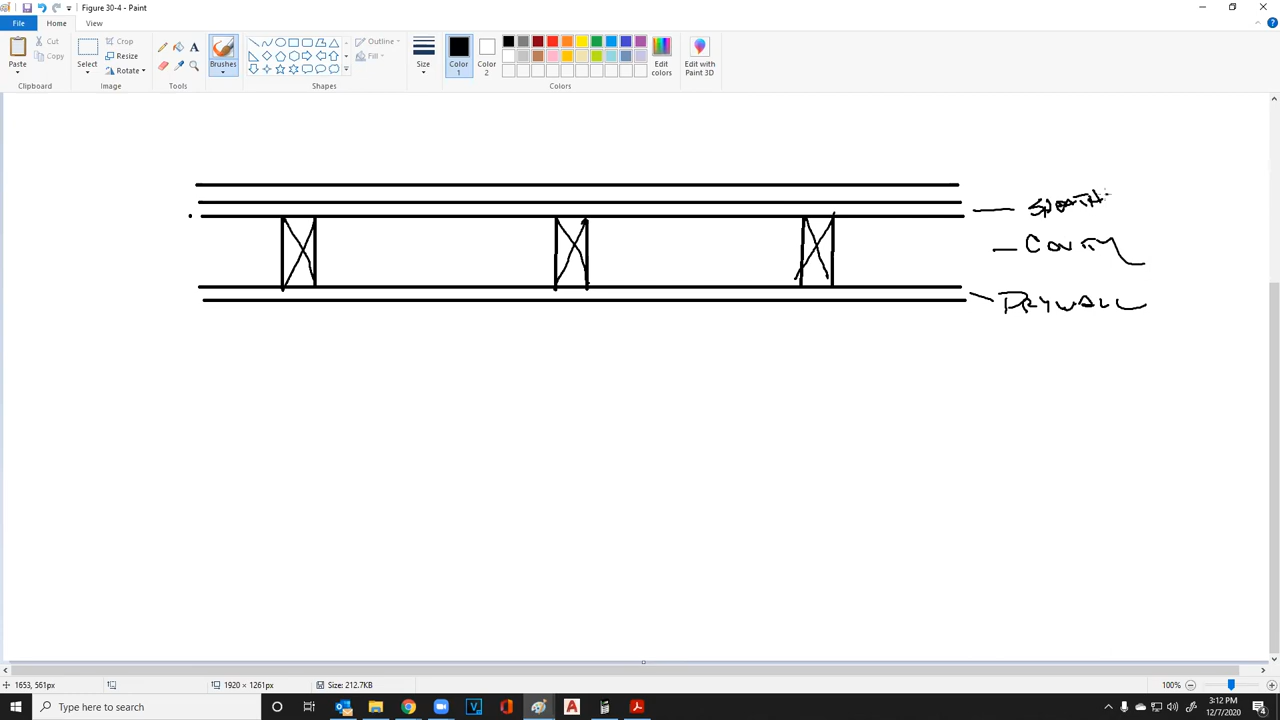 Figure 30-4 - Paint
File Home View
Paste
Cut
Copy
Clipboard
Select
Crop
Resize
Rotate
Image
A
Tools
Brushes
Outline
Fill
Shapes
Size
Color 1
Color 2
Colors
Edit colors
Edit with Paint 3D
CAVITY
DRYWALL
1653, 561px
1920 × 1261px
Size: 212.7KB
100%
Type here to search
3:12 PM
12/7/2020